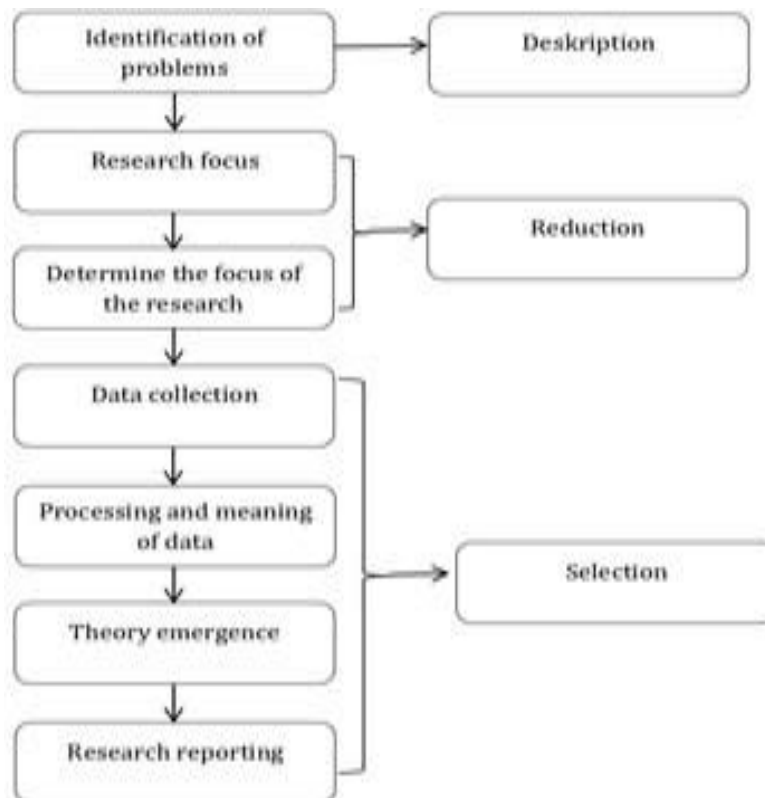 Identification of
problems
Deskription
Research focus
Reduction
Determine the focus of
the research
Data collection
Processing and meaning
of data
Selection
Theory emergence
Research reporting